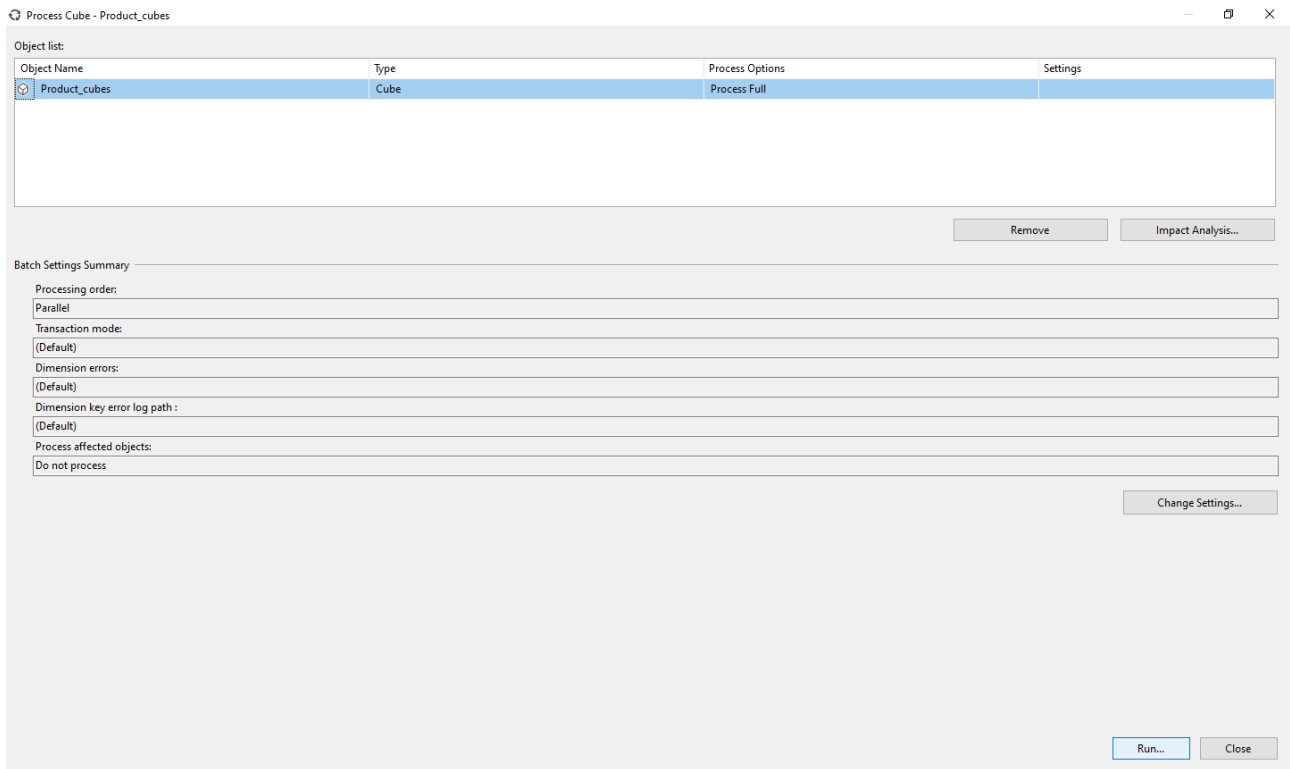 Process Cube - Product_cubes
Object list:
Object Name Type Process Options Settings
Product_cubes Cube Process Full
Remove Impact Analysis...
Batch Settings Summary
Processing order:
Parallel
Transaction mode:
(Default)
Dimension errors:
(Default)
Dimension key error log path :
(Default)
Process affected objects:
Do not process
Change Settings...
Run... Close